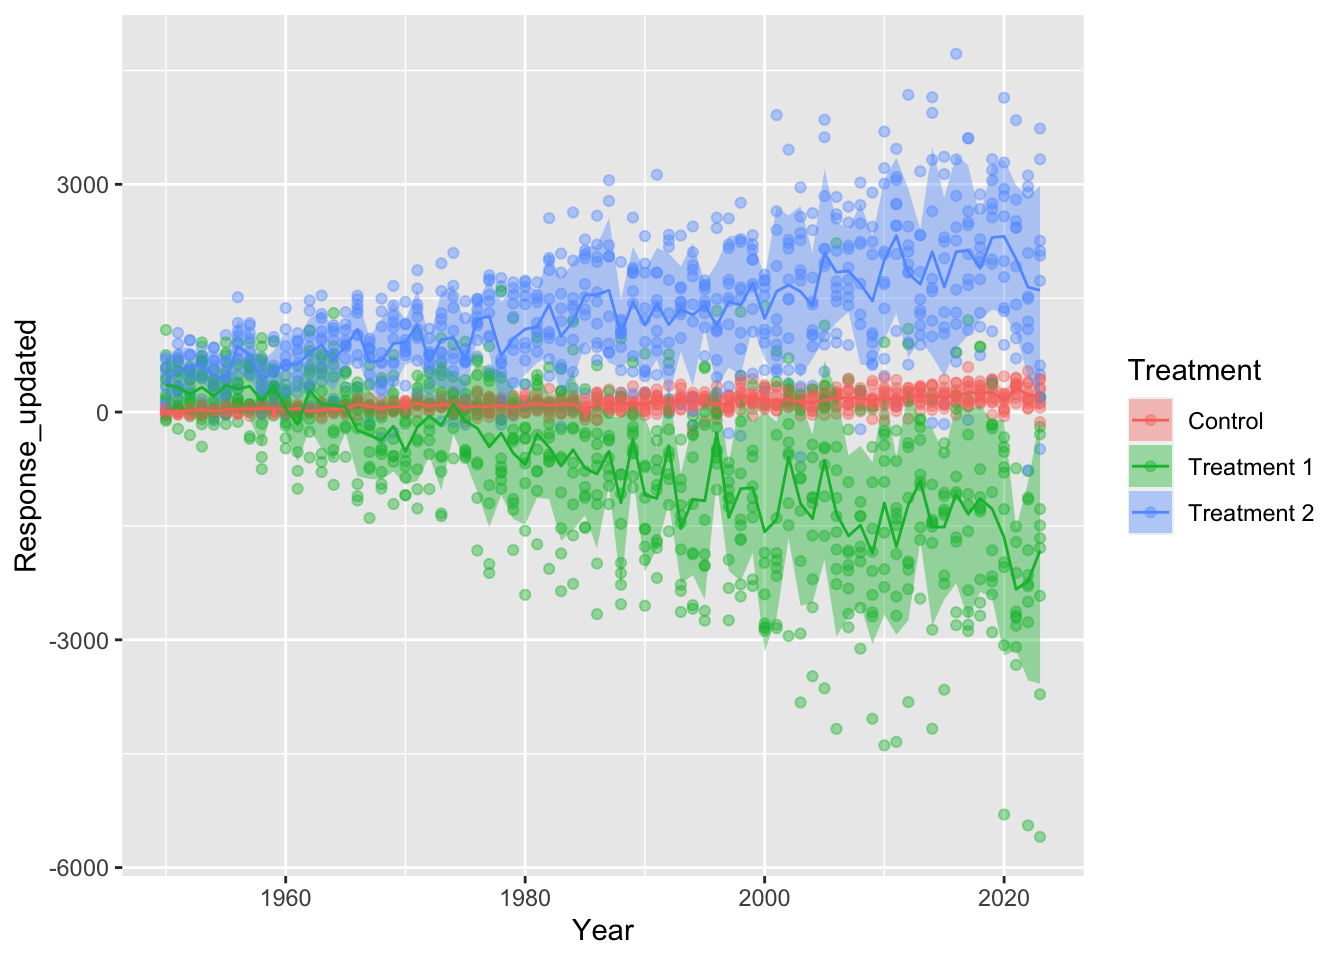 Response_updated
3000
0
-3000
-6000
1960
1980
2000
2020
Year
Treatment
Control
Treatment 1
Treatment 2